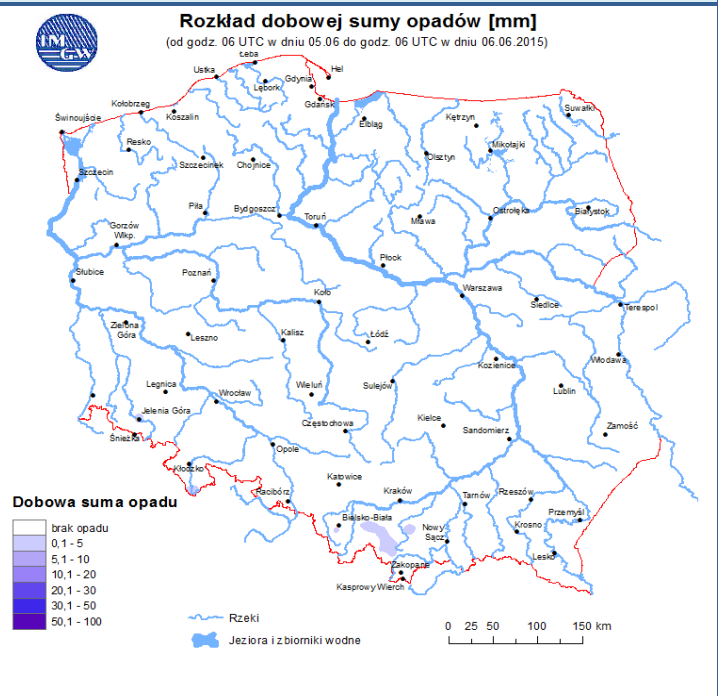 Rozkład dobowej sumy opadów [mm]
(od godz. 06 UTC w dniu 05.06 do godz. 06 UTC w dniu 06.06.2015)
IM
GW
Łeba
Ustka
Hel
Gdynia
Lębork
Gdańsk
Kołobrzeg
Koszalin
Świnoujście
Elbląg
Kętrzyn
Suwałki
Resko
Szczecinek
Chojnice
Olsztyn
Mikołajki
Szczecin
Piła
Bydgoszcz
Toruń
Mława
Ostrołęka
Białystok
Gorzów
Wlkp.
Płock
Słubice
Poznań
Koło
Warszawa
Siedlce
Terespol
Zielona
Góra
Leszno
Kalisz
Łódź
Kozienice
Włodawa
Legnica
Wrocław
Wieluń
Sulejów
Lublin
Jelenia Góra
Śnieżka
Częstochowa
Kielce
Sandomierz
Zamość
Opole
Kłodzko
Katowice
Racibórz
Kraków
Tarnów
Rzeszów
Bielsko-Biała
Nowy
Sącz
Krosno
Przemyśl
Lesko
Zakopane
Kasprowy Wierch
Dobowa suma opadu
brak opadu
0,1 - 5
5,1 - 10
10,1 - 20
20,1 - 30
30,1 - 50
50,1 - 100
Rzeki
Jeziora i zbiorniki wodne
0 25 50 100 150 km